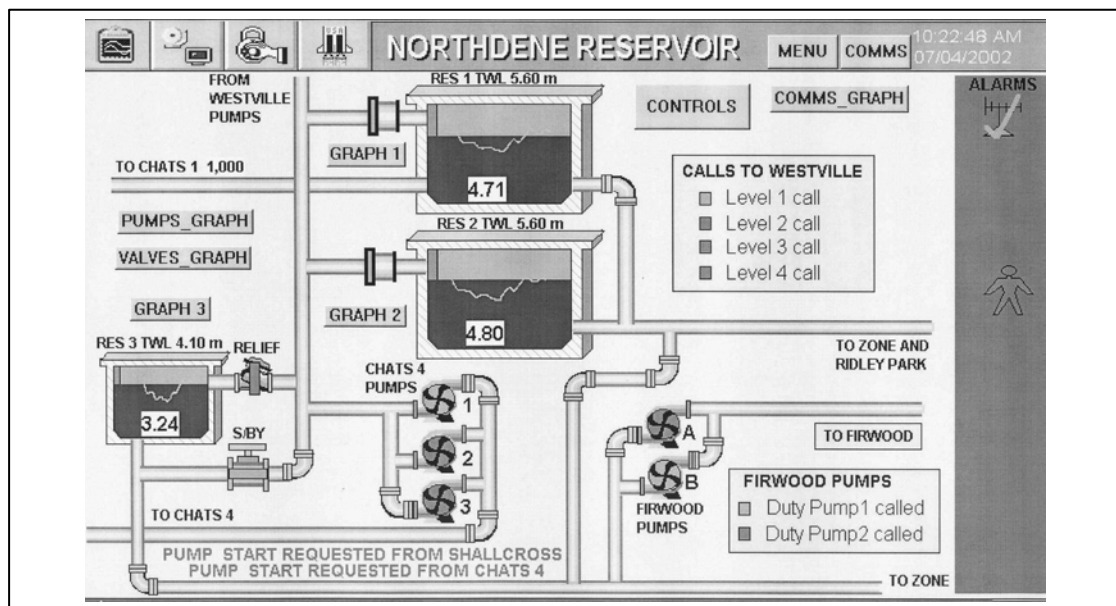 NORTHDENE RESERVOIR
MENU
COMMS
10:22:48 AM
07/04/2002
FROM
WESTVILLE
PUMPS
RES 1 TWL 5.60 m
CONTROLS
COMMS_GRAPH
ALARMS
GRAPH 1
TO CHATS 1 1,000
4.71
CALLS TO WESTVILLE
Level 1 call
Level 2 call
Level 3 call
Level 4 call
PUMPS_GRAPH
VALVES_GRAPH
RES 2 TWL 5.60 m
GRAPH 3
GRAPH 2
4.80
RES 3 TWL 4.10 m
RELIEF
TO ZONE AND
RIDLEY PARK
CHATS 4
PUMPS
1
2
3
3.24
S/BY
A
B
TO FIRWOOD
FIRWOOD
PUMPS
FIRWOOD PUMPS
Duty Pump1 called
Duty Pump2 called
TO CHATS 4
PUMP START REQUESTED FROM SHALLCROSS
PUMP START REQUESTED FROM CHATS 4
TO ZONE